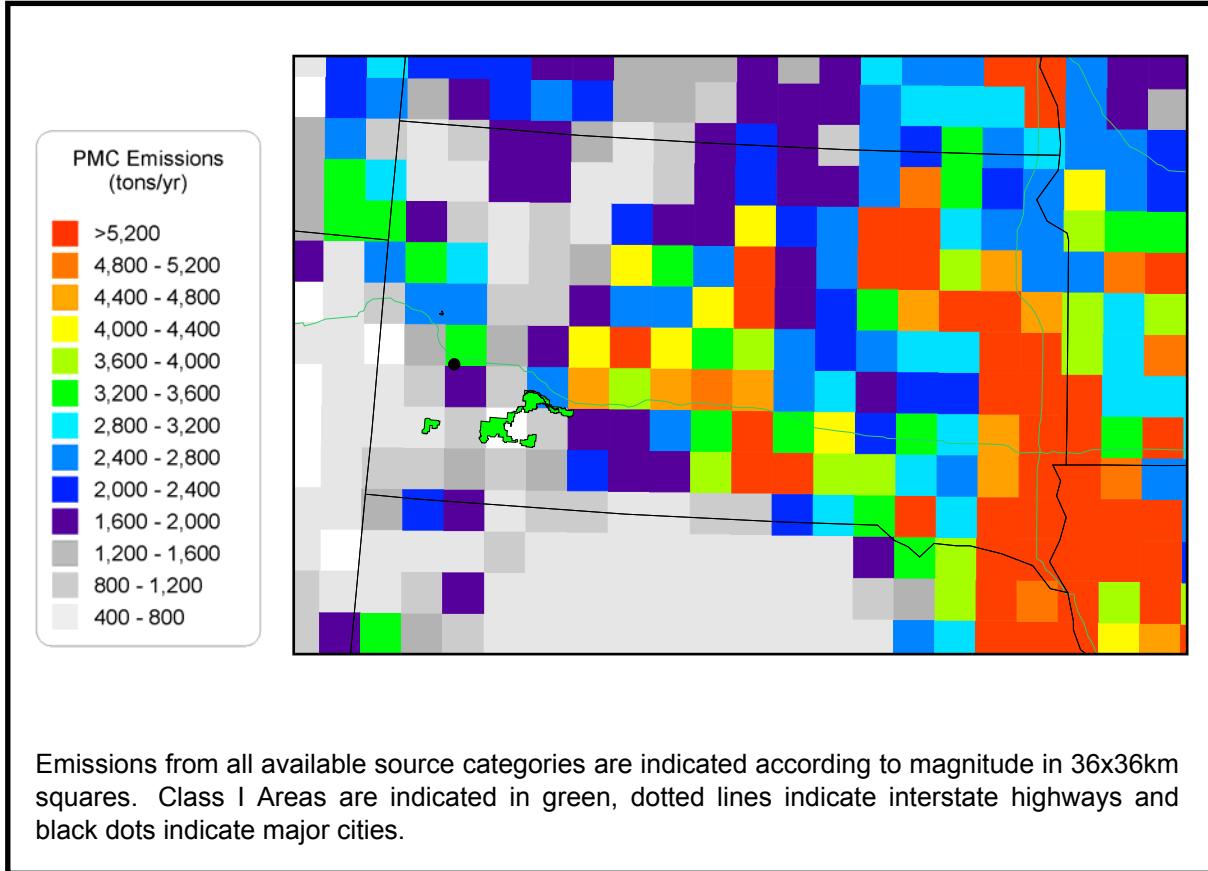 PMC Emissions
(tons/yr)
>5,200
4,800 - 5,200
4,400 - 4,800
4,000 - 4,400
3,600 - 4,000
3,200 - 3,600
2,800 - 3,200
2,400 - 2,800
2,000 - 2,400
1,600 - 2,000
1,200 - 1,600
800 - 1,200
400 - 800
Emissions from all available source categories are indicated according to magnitude in 36x36km
squares. Class I Areas are indicated in green, dotted lines indicate interstate highways and
black dots indicate major cities.